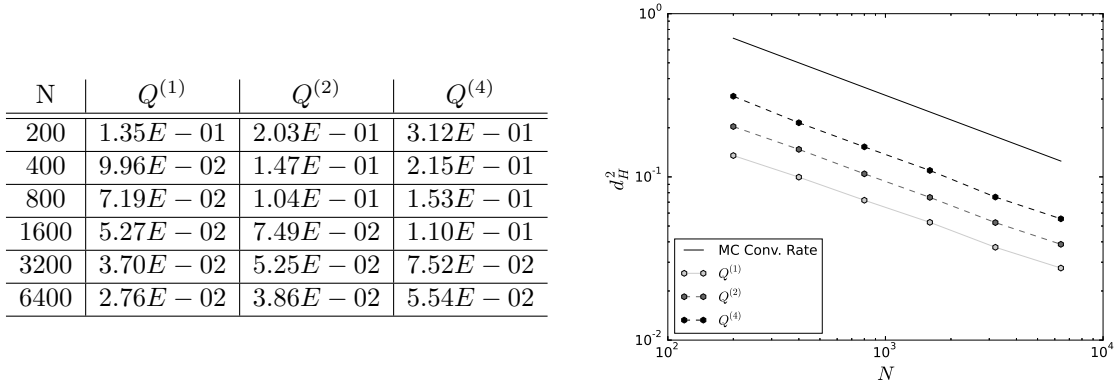 N Q^{(1)} Q^{(2)} Q^{(4)}
200 1.35E − 01 2.03E − 01 3.12E − 01
400 9.96E − 02 1.47E − 01 2.15E − 01
800 7.19E − 02 1.04E − 01 1.53E − 01
1600 5.27E − 02 7.49E − 02 1.10E − 01
3200 3.70E − 02 5.25E − 02 7.52E − 02
6400 2.76E − 02 3.86E − 02 5.54E − 02
10^0
10^{-1}
10^{-2}
d_H^2
MC Conv. Rate
Q^{(1)}
Q^{(2)}
Q^{(4)}
10^2 10^3 10^4
N